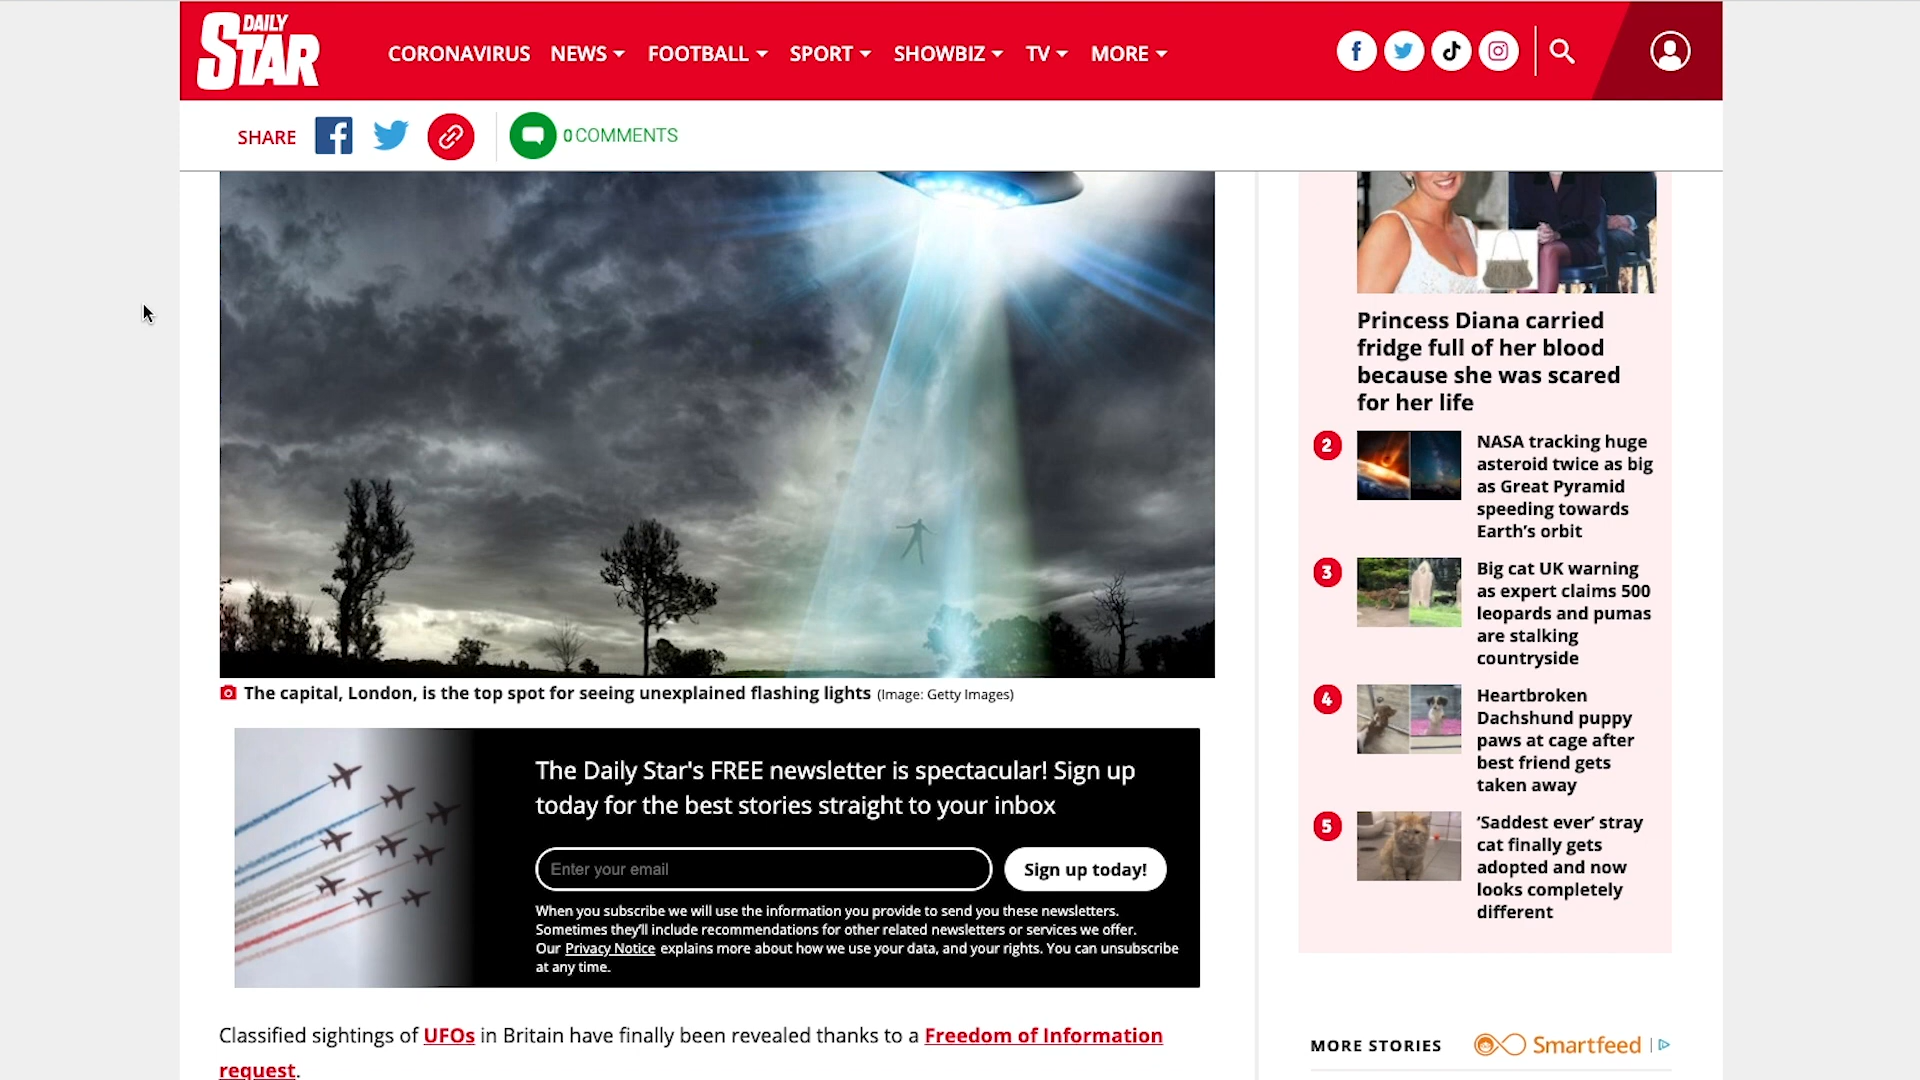 DAILY
STAR
CORONAVIRUS NEWS FOOTBALL SPORT SHOWBIZ TV MORE
SHARE 0 COMMENTS
The capital, London, is the top spot for seeing unexplained flashing lights (Image: Getty Images)
The Daily Star's FREE newsletter is spectacular! Sign up
today for the best stories straight to your inbox
Enter your email
Sign up today!
When you subscribe we will use the information you provide to send you these newsletters.
Sometimes they'll include recommendations for other related newsletters or services we offer.
Our Privacy Notice explains more about how we use your data, and your rights. You can unsubscribe
at any time.
Classified sightings of UFOs in Britain have finally been revealed thanks to a Freedom of Information
request.
Princess Diana carried
fridge full of her blood
because she was scared
for her life
2
NASA tracking huge
asteroid twice as big
as Great Pyramid
speeding towards
Earth's orbit
3
Big cat UK warning
as expert claims 500
leopards and pumas
are stalking
countryside
4
Heartbroken
Dachshund puppy
paws at cage after
best friend gets
taken away
5
‘Saddest ever’ stray
cat finally gets
adopted and now
looks completely
different
MORE STORIES Smartfeed